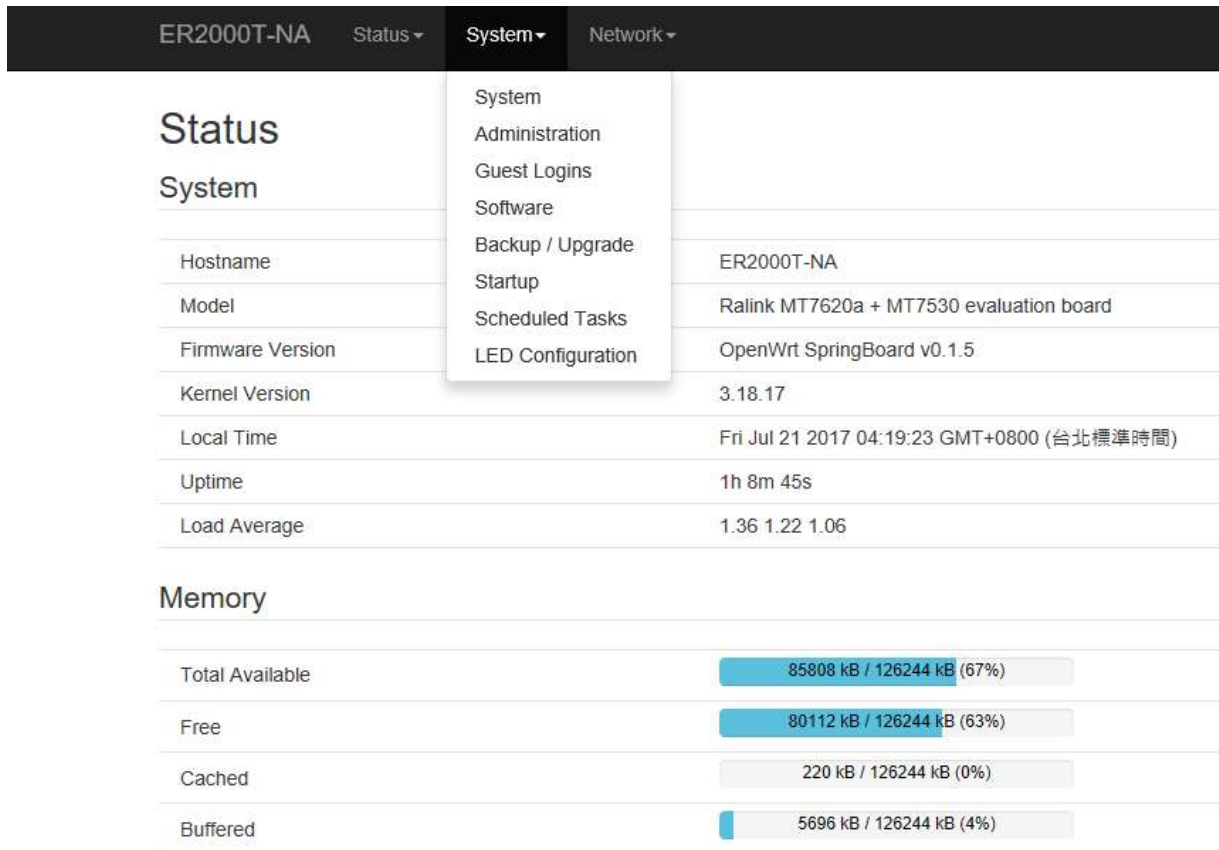 ER2000T-NA Status System Network
System
Administration
Guest Logins
Software
Backup / Upgrade
Startup
Scheduled Tasks
LED Configuration
Status
System
Hostname ER2000T-NA
Model Ralink MT7620a + MT7530 evaluation board
Firmware Version OpenWrt SpringBoard v0.1.5
Kernel Version 3.18.17
Local Time Fri Jul 21 2017 04:19:23 GMT+0800 (台北標準時間)
Uptime 1h 8m 45s
Load Average 1.36 1.22 1.06
Memory
Total Available 85808 kB / 126244 kB (67%)
Free 80112 kB / 126244 kB (63%)
Cached 220 kB / 126244 kB (0%)
Buffered 5696 kB / 126244 kB (4%)